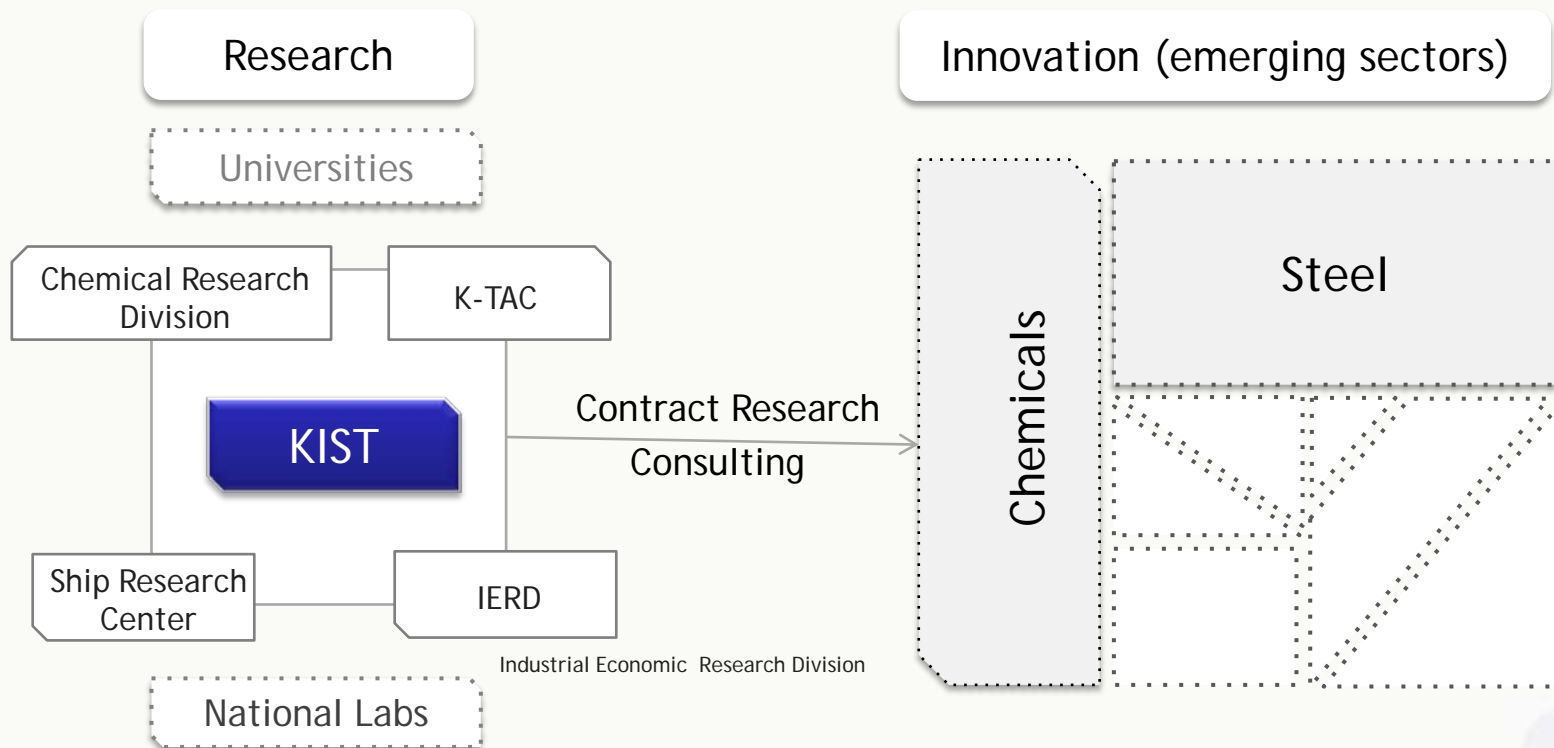 Research
Innovation (emerging sectors)
Universities
Chemical Research
Division
K-TAC
KIST
Ship Research
Center
IERD
Industrial Economic Research Division
National Labs
Contract Research
Consulting
Chemicals
Steel